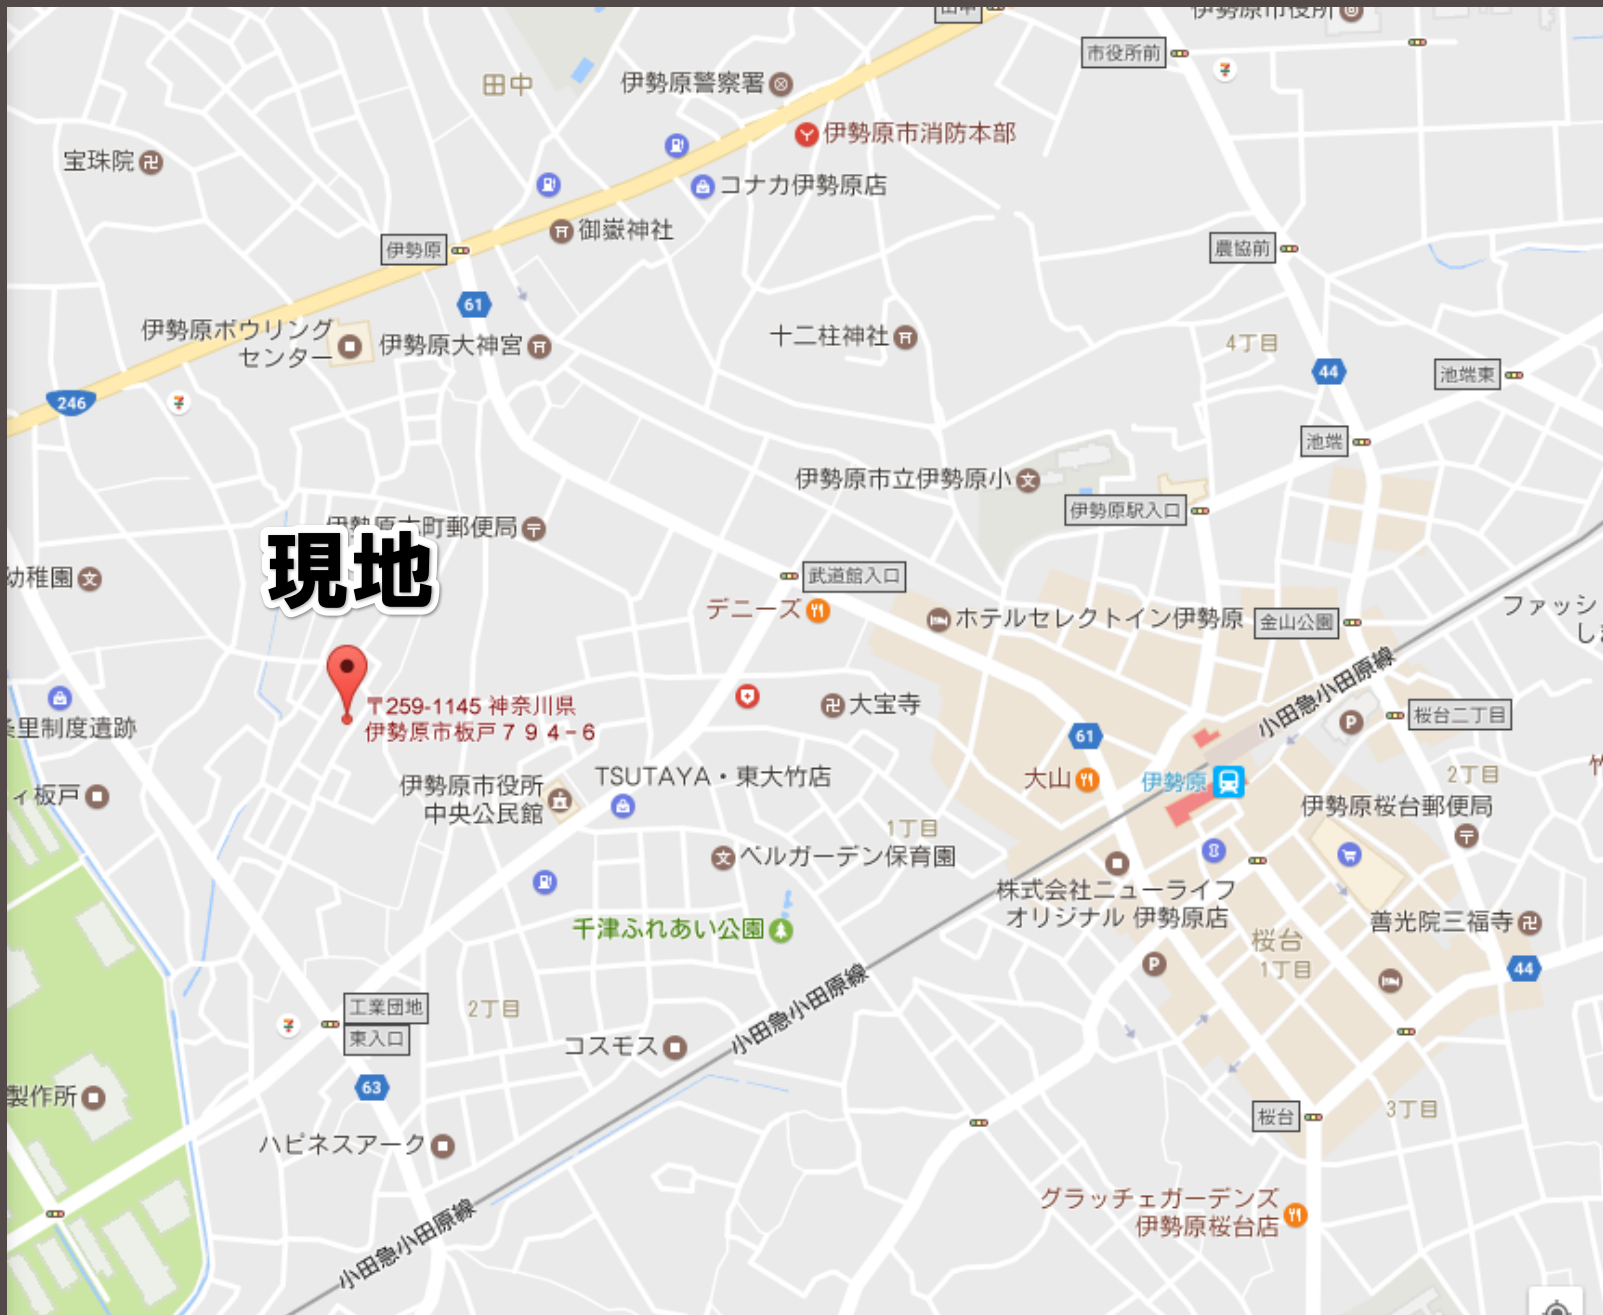 伊勢原市役所
市役所前
田中
伊勢原警察署
伊勢原市消防本部
宝珠院
コナカ伊勢原店
御嶽神社
伊勢原
農協前
61
伊勢原ボウリング
センター
伊勢原大神宮
十二柱神社
4丁目
44
池端東
246
池端
伊勢原市立伊勢原小
伊勢原駅入口
町郵便局
現地
幼稚園
武道館入口
デニーズ
ホテルセレクトイン伊勢原
金山公園
ファッシ
し
小田急小田原線
〒259-1145 神奈川県
伊勢原市板戸７９４−６
大宝寺
桜台二丁目
条里制度遺跡
61
大山
伊勢原
2丁目
竹
ィ板戸
伊勢原市役所
中央公民館
TSUTAYA・東大竹店
伊勢原桜台郵便局
1丁目
ベルガーデン保育園
株式会社ニューライフ
オリジナル 伊勢原店
千津ふれあい公園
善光院三福寺
桜台
1丁目
44
P
P
小田急小田原線
工業団地
東入口
2丁目
コスモス
63
製作所
3丁目
桜台
ハピネスアーク
グラッチェガーデンズ
伊勢原桜台店
小田急小田原線